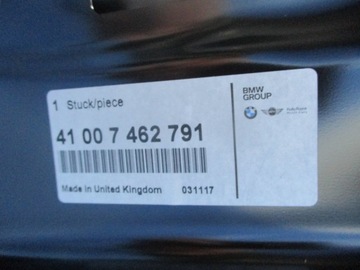 1 Stuck/piece
BMW
GROUP
41 00 7 462 791
Made in United Kingdom 031117